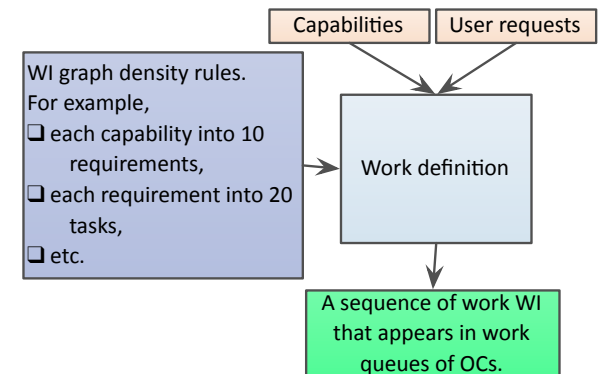 Capabilities
User requests
WI graph density rules.
For example,
❑ each capability into 10
requirements,
❑ each requirement into 20
tasks,
❑ etc.
Work definition
A sequence of work WI
that appears in work
queues of OCs.